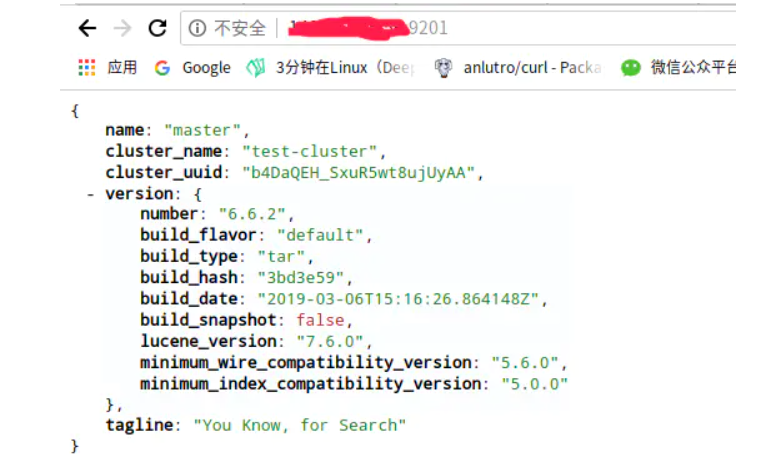 不安全 9201
应用 Google 3分钟在Linux（Deep anlutro/curl - Packa 微信公众平台
{
name: "master",
cluster_name: "test-cluster",
cluster_uuid: "b4DaQEH_SxuR5wt8ujUyAA",
- version: {
number: "6.6.2",
build_flavor: "default",
build_type: "tar",
build_hash: "3bd3e59",
build_date: "2019-03-06T15:16:26.864148Z",
build_snapshot: false,
lucene_version: "7.6.0",
minimum_wire_compatibility_version: "5.6.0",
minimum_index_compatibility_version: "5.0.0"
},
tagline: "You Know, for Search"
}